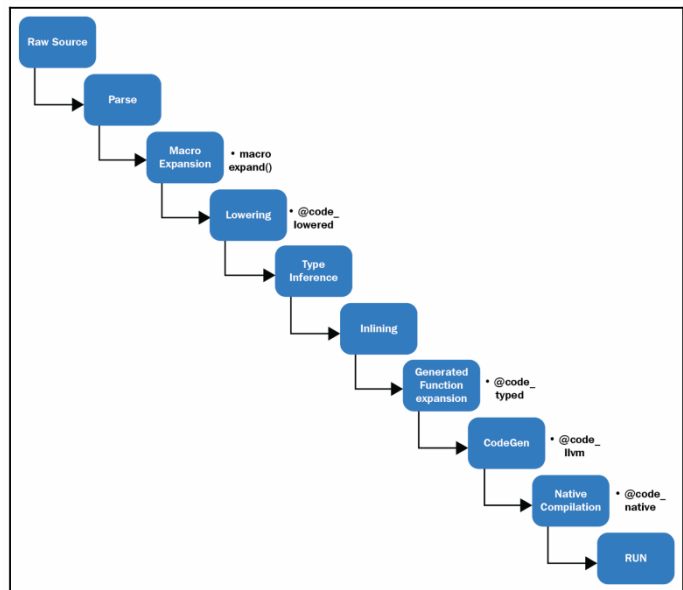 Raw Source
Parse
Macro
Expansion
• macro
expand()
Lowering
• @code_
lowered
Type
Inference
Inlining
Generated
Function
expansion
• @code_
typed
CodeGen
• @code_
llvm
Native
Compilation
• @code_
native
RUN